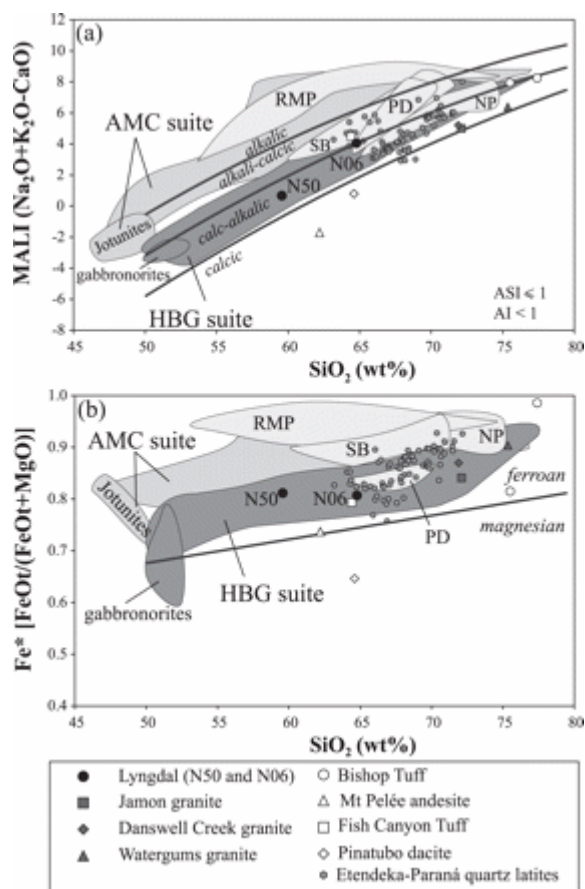 12
10
8
6
4
2
0
-2
-4
-6
-8
(a)
MALI (Na₂O+K₂O-CaO)
RMP
PD
NP
SB
AMC suite
alkalic
alkali-calcic
N06
N50
calc-alkalic
calcic
Jotunites
gabbronorites
HBG suite
ASI ⩽ 1
AI < 1
45 50 55 60 65 70 75 80
SiO₂ (wt%)
1.0
0.9
0.8
0.7
0.6
0.5
0.4
(b)
Fe* [FeOt/(FeOt+MgO)]
RMP
AMC suite
SB
NP
Jotunites
N50
N06
ferroan
magnesian
PD
HBG suite
gabbronorites
45 50 55 60 65 70 75 80
SiO₂ (wt%)
Lyngdal (N50 and N06)
Jamon granite
Danswell Creek granite
Watergums granite
Bishop Tuff
Mt Pelée andesite
Fish Canyon Tuff
Pinatubo dacite
Etendeka-Paraná quartz latites